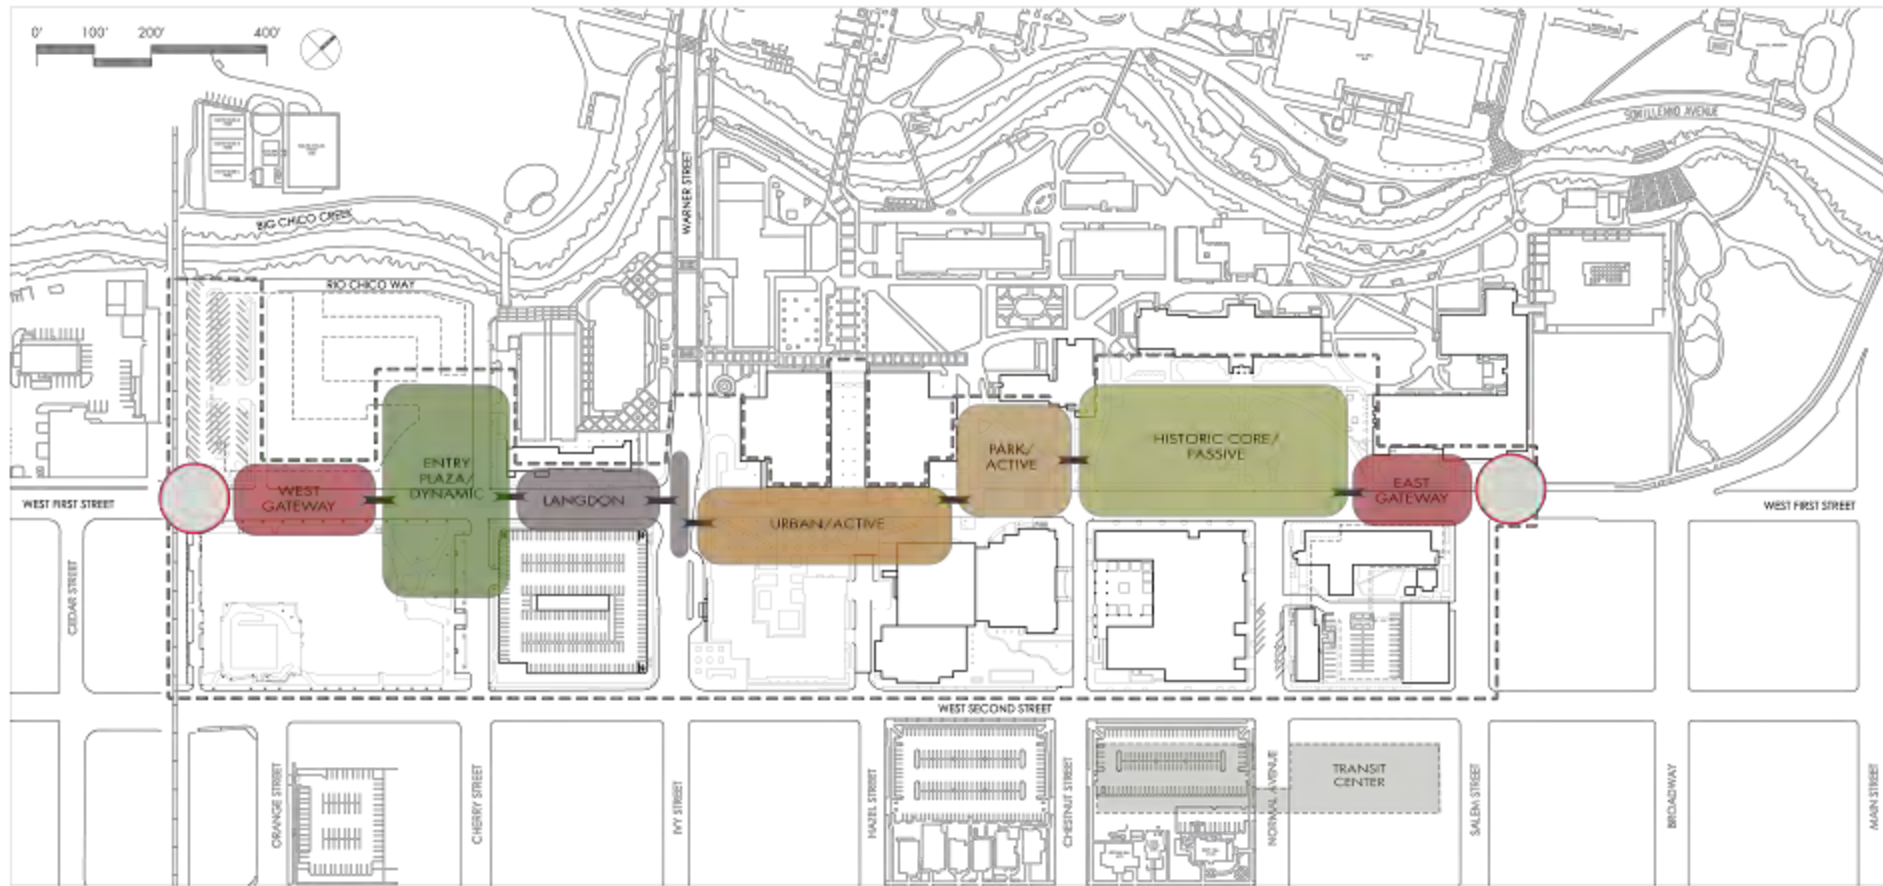 0' 100' 200' 400'
SOWILLENNO AVENUE
WARNER STREET
BIG CHICO CREEK
RIO CHICO WAY
WEST FIRST STREET
WEST
GATEWAY
ENTRY
PLAZA/
DYNAMIC
LANGDON
URBAN/ACTIVE
PARK/
ACTIVE
HISTORIC CORE/
PASSIVE
EAST
GATEWAY
WEST FIRST STREET
CEDAR STREET
WEST SECOND STREET
ORANGE STREET
CHERRY STREET
IVY STREET
HAZEL STREET
CHESTNUT STREET
NORMAL AVENUE
TRANSIT
CENTER
SALEM STREET
BROADWAY
MAIN STREET